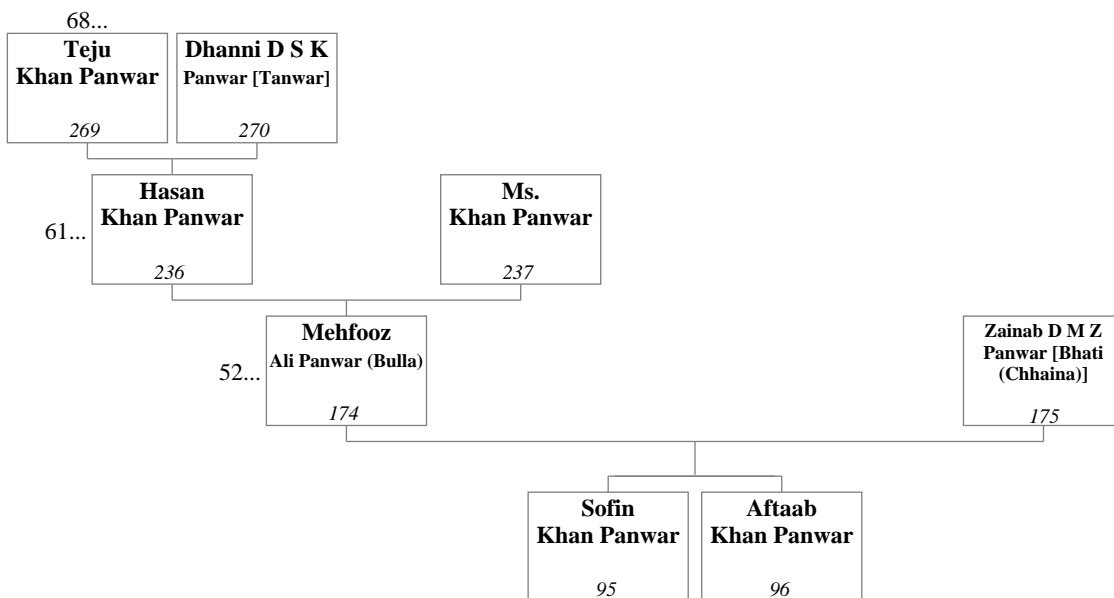 68...
Teju
Khan Panwar
269
Dhanni D S K
Panwar [Tanwar]
270
61...
Hasan
Khan Panwar
236
Ms.
Khan Panwar
237
52...
Mehfooz
Ali Panwar (Bulla)
174
Zainab D M Z
Panwar [Bhati
(Chhaina)]
175
Sofin
Khan Panwar
95
Aftaab
Khan Panwar
96